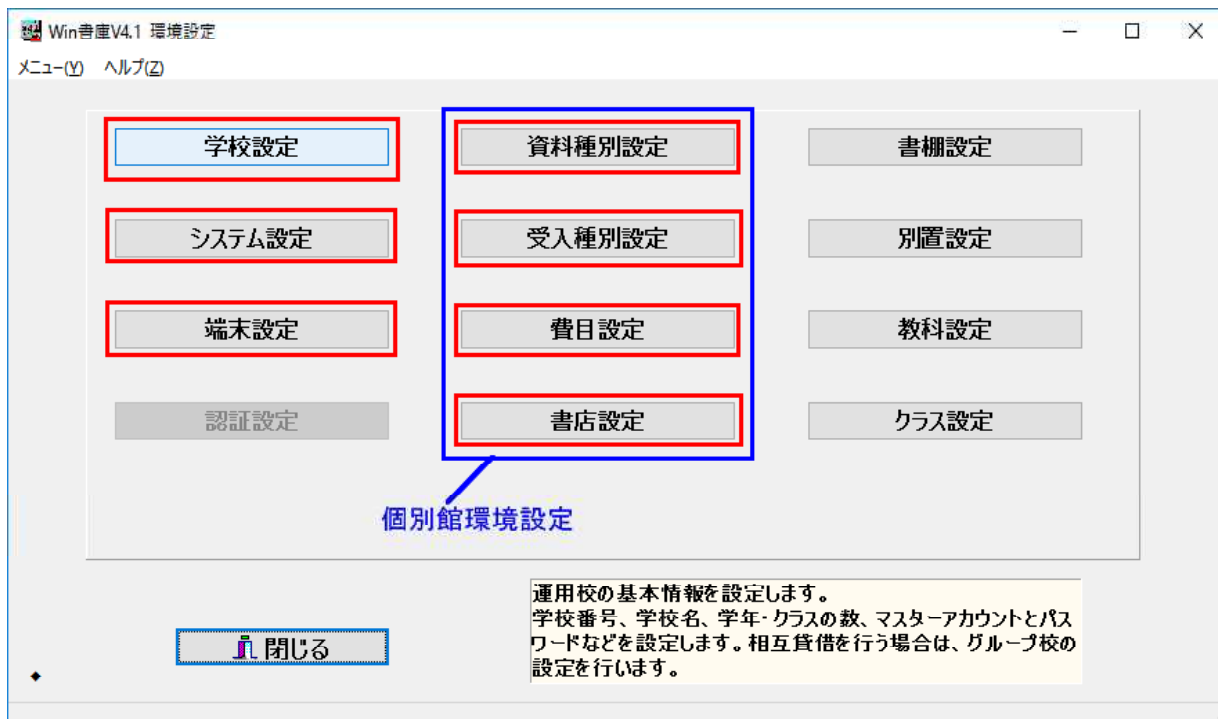 Win書庫V4.1 環境設定
メニュー(Y) ヘルプ(Z)
学校設定 資料種別設定 書棚設定
システム設定 受入種別設定 別置設定
端末設定 費目設定 教科設定
認証設定 書店設定 クラス設定
個別館環境設定
運用校の基本情報を設定します。
学校番号、学校名、学年・クラスの数、マスターアカウントとパス
ワードなどを設定します。相互貸借を行う場合は、グループ校の
設定を行います。
閉じる